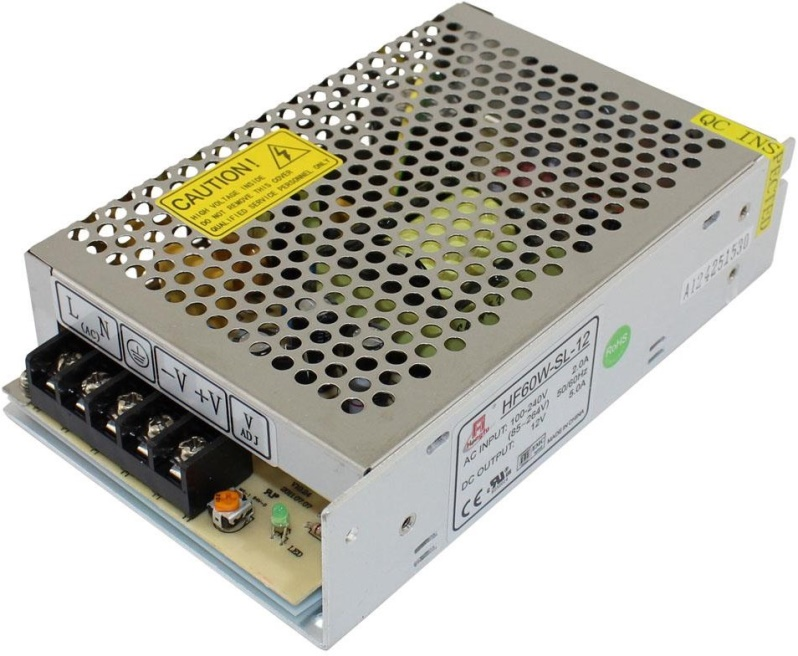 CAUTION!
HIGH VOLTAGE INSIDE
DO NOT REMOVE THIS COVER
QUALIFIED SERVICE PERSONNEL ONLY
QC INSPECTED
L N
(AC)
-V +V
V
ADJ
HF60W-SL-12
AC INPUT: 100-240V 2.0A
(85-264V) 50/60Hz
DC OUTPUT: 12V 5.0A
CE
MADE IN CHINA
RoHS
A124251530
LED